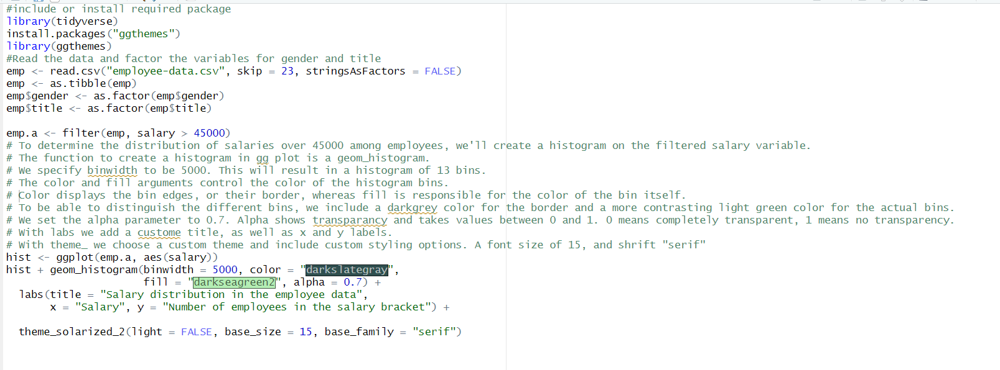 #include or install required package
library(tidyverse)
install.packages("ggthemes")
library(ggthemes)
#Read the data and factor the variables for gender and title
emp <- read.csv("employee-data.csv", skip = 23, stringsAsFactors = FALSE)
emp <- as.tibble(emp)
emp$gender <- as.factor(emp$gender)
emp$title <- as.factor(emp$title)
emp.a <- filter(emp, salary > 45000)
# To determine the distribution of salaries over 45000 among employees, we'll create a histogram on the filtered salary variable.
# The function to create a histogram in gg plot is a geom_histogram.
# We specify binwidth to be 5000. This will result in a histogram of 13 bins.
# The color and fill arguments control the color of the histogram bins.
# Color displays the bin edges, or their border, whereas fill is responsible for the color of the bin itself.
# To be able to distinguish the different bins, we include a darkgrey color for the border and a more contrasting light green color for the actual bins.
# We set the alpha parameter to 0.7. Alpha shows transparancy and takes values between 0 and 1. 0 means completely transparent, 1 means no transparency.
# With labs we add a custome title, as well as x and y labels.
# With theme_ we choose a custom theme and include custom styling options. A font size of 15, and shrift "serif"
hist <- ggplot(emp.a, aes(salary))
hist + geom_histogram(binwidth = 5000, color = "darkslategray",
fill = "darkseagreen2", alpha = 0.7) +
labs(title = "Salary distribution in the employee data",
x = "Salary", y = "Number of employees in the salary bracket") +
theme_solarized_2(light = FALSE, base_size = 15, base_family = "serif")